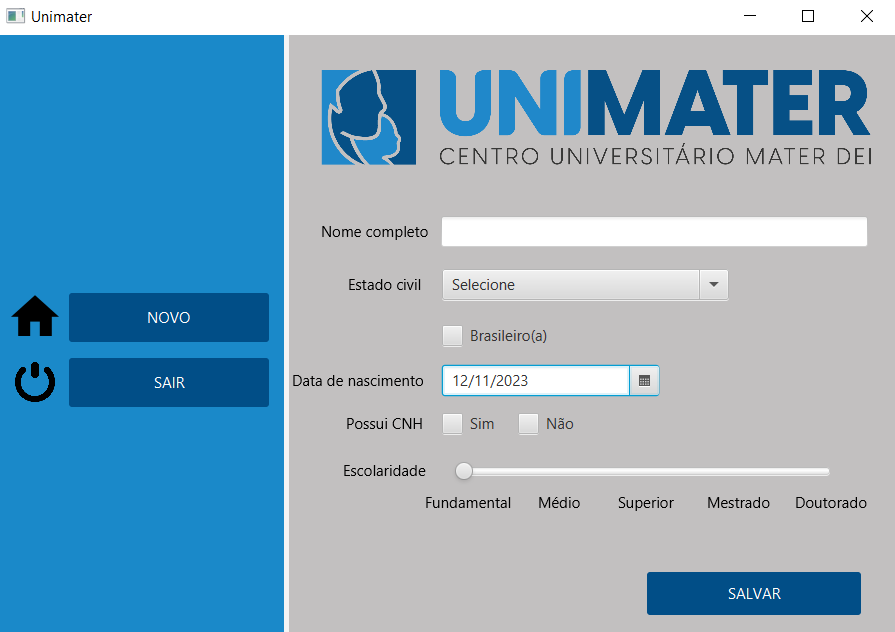 Unimater
UNIMATER
CENTRO UNIVERSITÁRIO MATER DEI
NOVO
SAIR
Nome completo
Estado civil Selecione
Brasileiro(a)
Data de nascimento 12/11/2023
Possui CNH Sim Não
Escolaridade
Fundamental Médio Superior Mestrado Doutorado
SALVAR